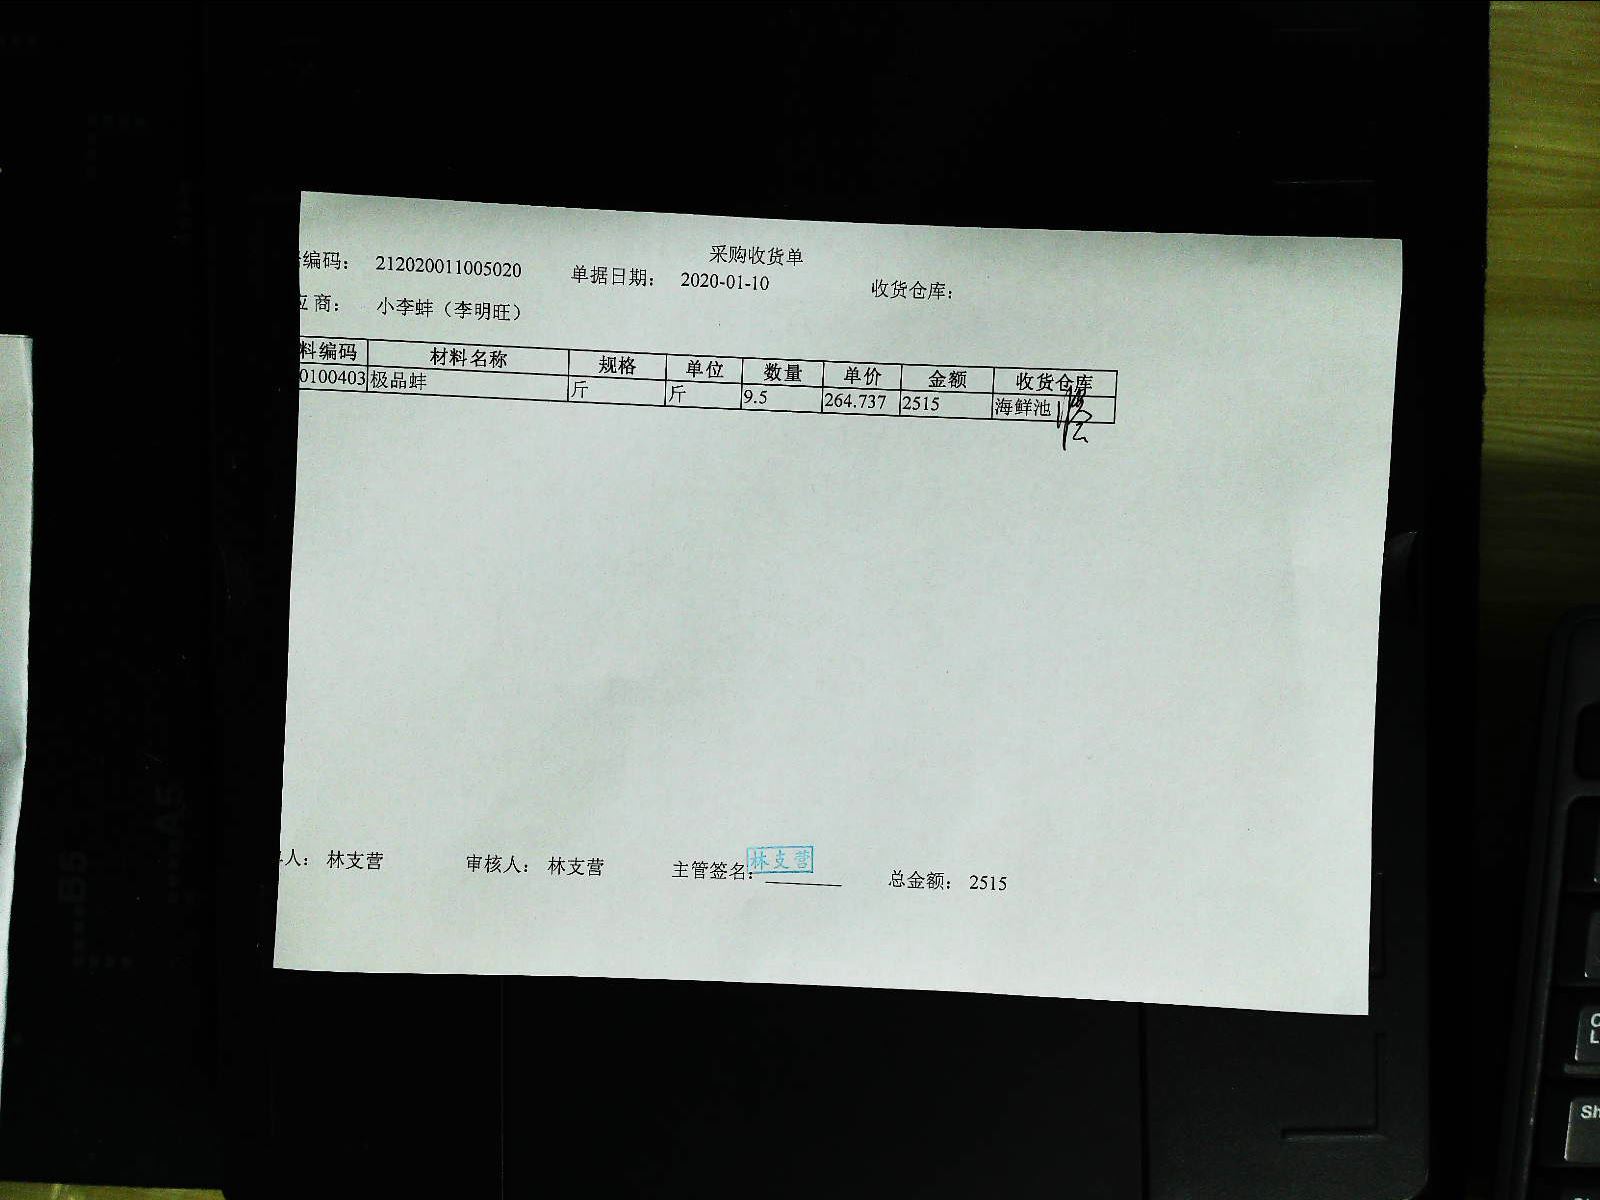 采购收货单
编码: 212020011005020 单据日期: 2020-01-10 收货仓库:
商: 小李蚌（李明旺）
料编码 材料名称 规格 单位 数量 单价 金额 收货仓库
0100403 极品蚌 斤 斤 9.5 264.737 2515 海鲜池
人: 林支营 审核人: 林支营 主管签名: 林支营 总金额: 2515
B5
A5
Sh